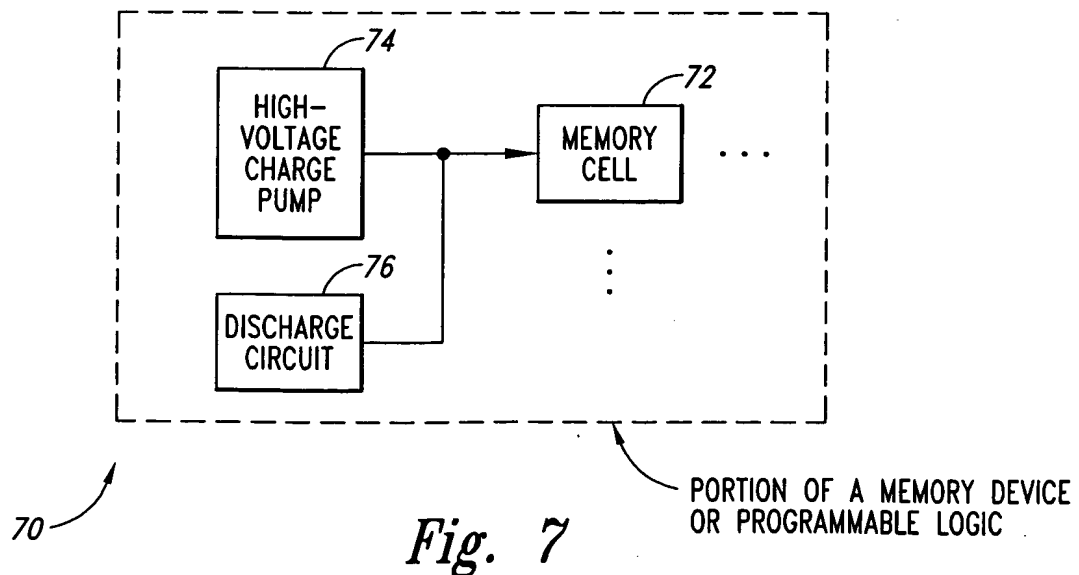 74
HIGH-
VOLTAGE
CHARGE
PUMP
72
MEMORY
CELL
...
76
DISCHARGE
CIRCUIT
70
PORTION OF A MEMORY DEVICE
OR PROGRAMMABLE LOGIC
Fig. 7